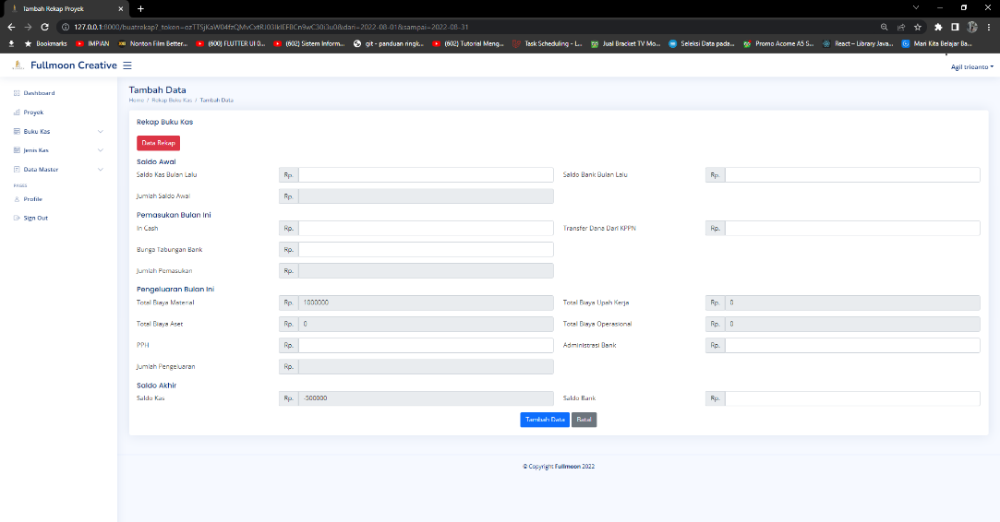 Tambah Rekap Proyek
127.0.0.1:8000/buatrekap?_token=ozTTSjKaW04fzQMvCxtRJ03IkIEFBCn9wC30i3u0&dari=2022-08-01&sampai=2022-08-31
Bookmarks IMPIAN Nonton Film Better... (600) FLUTTER UI 0... (602) Sistem Inform... git - panduan ringk... (602) Tutorial Meng... Task Scheduling - L... Jual Bracket TV Mo... Seleksi Data pada... Promo Acome A5 S... React – Library Java... Mari Kita Belajar Ba...
Fullmoon Creative
Agil trieanto
Dashboard
Proyek
Buku Kas
Jenis Kas
Data Master
PAGES
Profile
Sign Out
Tambah Data
Home / Rekap Buku Kas / Tambah Data
Rekap Buku Kas
Data Rekap
Saldo Awal
Saldo Kas Bulan Lalu Rp. Saldo Bank Bulan Lalu Rp.
Jumlah Saldo Awal Rp.
Pemasukan Bulan Ini
In Cash Rp. Transfer Dana Dari KPPN Rp.
Bunga Tabungan Bank Rp.
Jumlah Pemasukan Rp.
Pengeluaran Bulan Ini
Total Biaya Material Rp. 1000000 Total Biaya Upah Kerja Rp. 0
Total Biaya Aset Rp. 0 Total Biaya Operasional Rp. 0
PPH Rp. Administrasi Bank Rp.
Jumlah Pengeluaran Rp.
Saldo Akhir
Saldo Kas Rp. -500000 Saldo Bank Rp.
Tambah Data Batal
© Copyright Fullmoon 2022